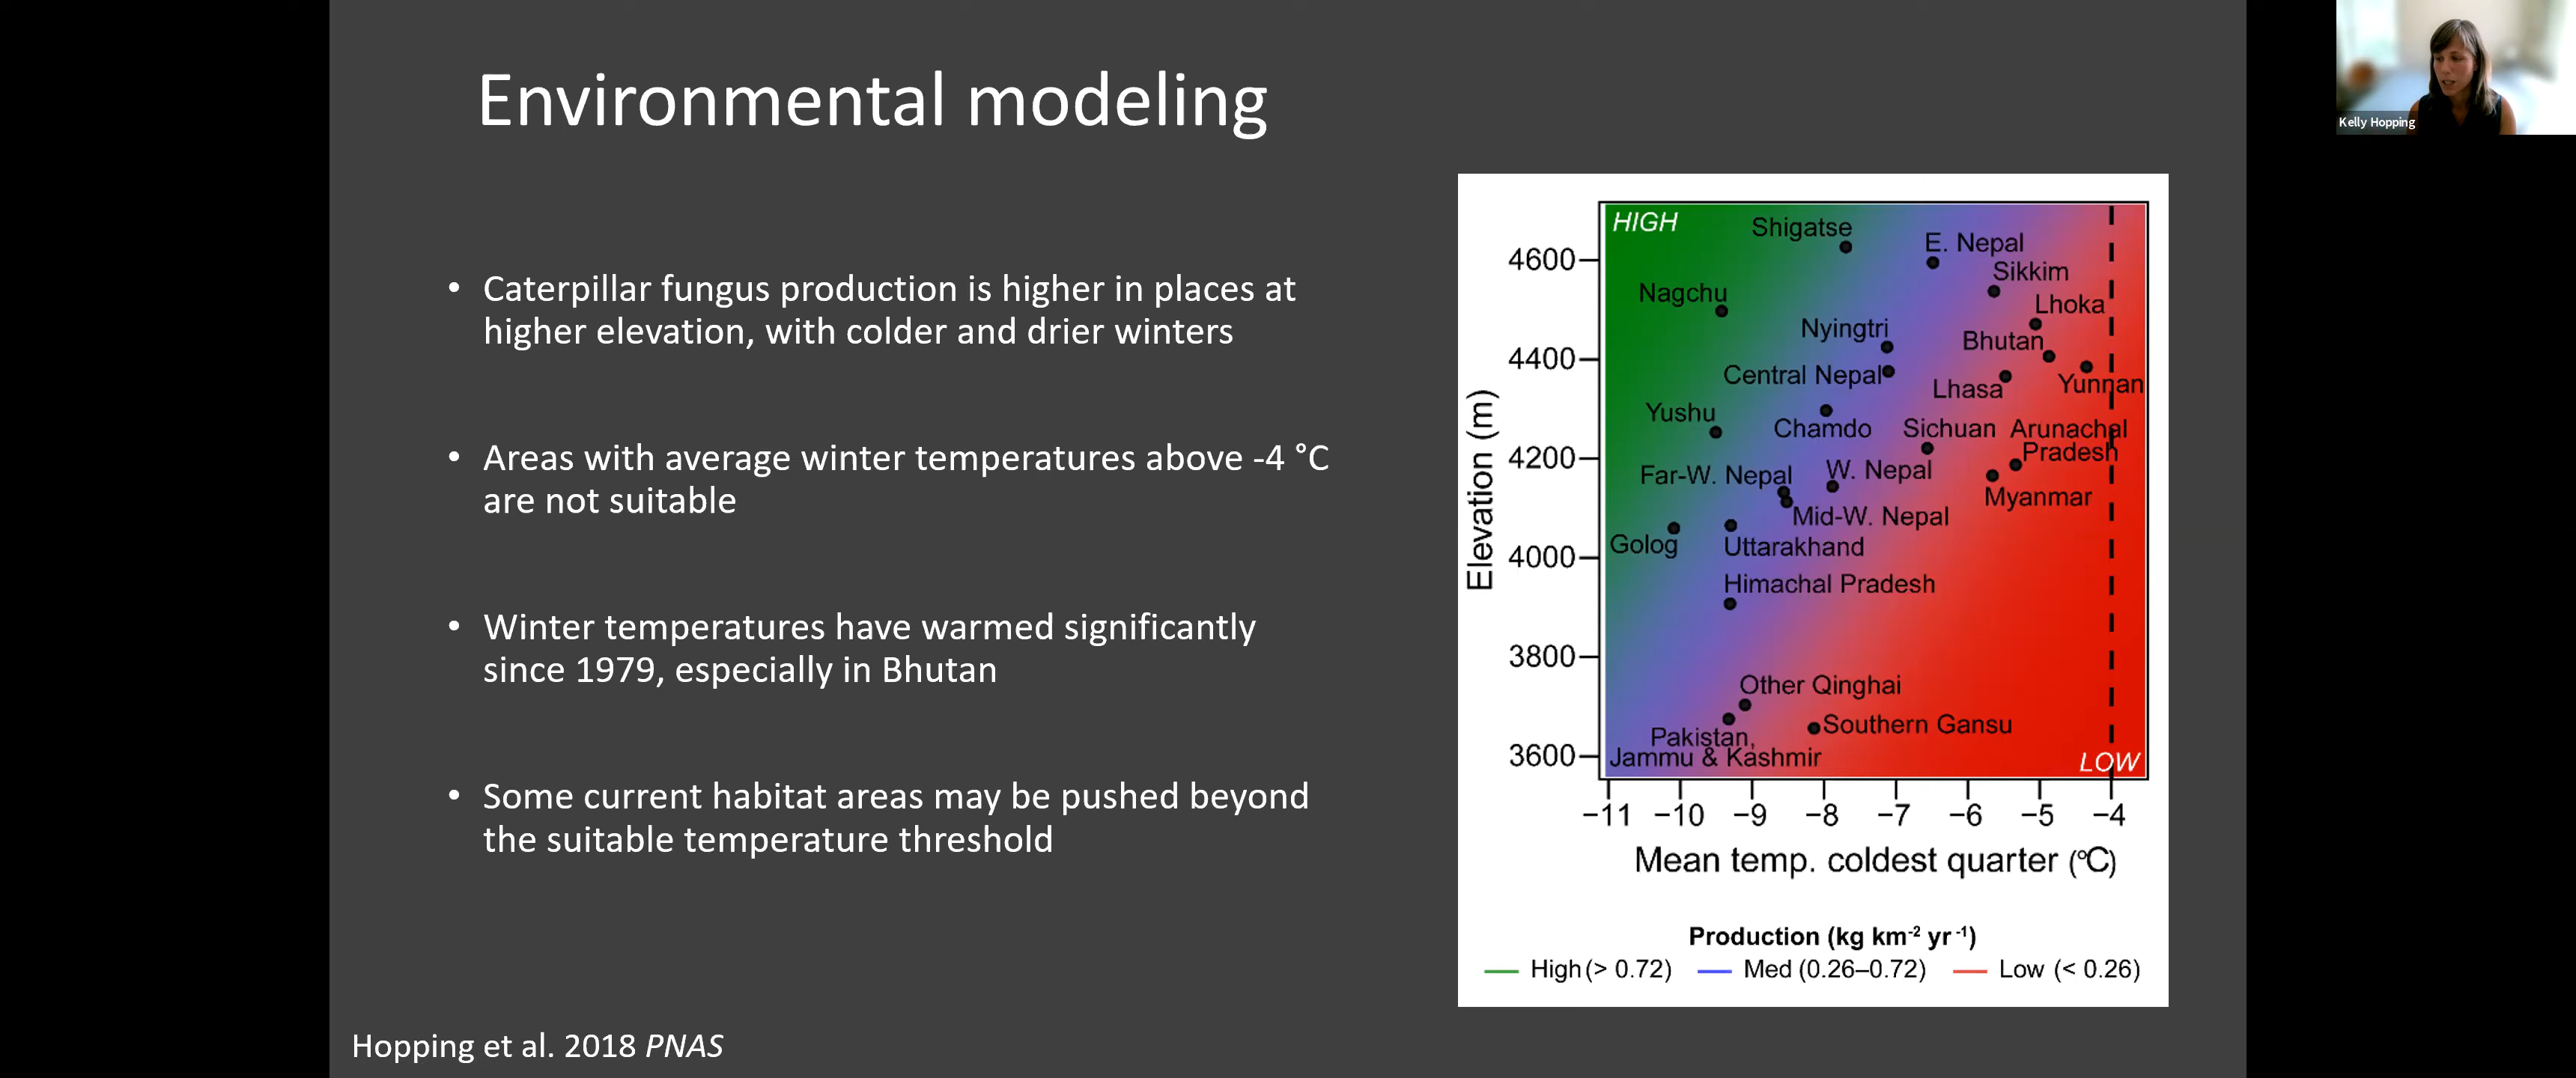 Environmental modeling
Kelly Hopping
• Caterpillar fungus production is higher in places at
higher elevation, with colder and drier winters
• Areas with average winter temperatures above -4 °C
are not suitable
• Winter temperatures have warmed significantly
since 1979, especially in Bhutan
• Some current habitat areas may be pushed beyond
the suitable temperature threshold
Hopping et al. 2018 PNAS
HIGH
Shigatse
E. Nepal
Sikkim
Nagchu
Lhoka
Nyingtri
Bhutan
Central Nepal
Lhasa
Yunnan
Yushu
Chamdo
Sichuan
Arunachal
Pradesh
Far-W. Nepal
W. Nepal
Myanmar
Mid-W. Nepal
Golog
Uttarakhand
Himachal Pradesh
Other Qinghai
Southern Gansu
Pakistan,
Jammu & Kashmir
LOW
Elevation (m)
4600
4400
4200
4000
3800
3600
−11 −10 −9 −8 −7 −6 −5 −4
Mean temp. coldest quarter (°C)
Production (kg km⁻² yr⁻¹)
High (> 0.72) Med (0.26–0.72) Low (< 0.26)